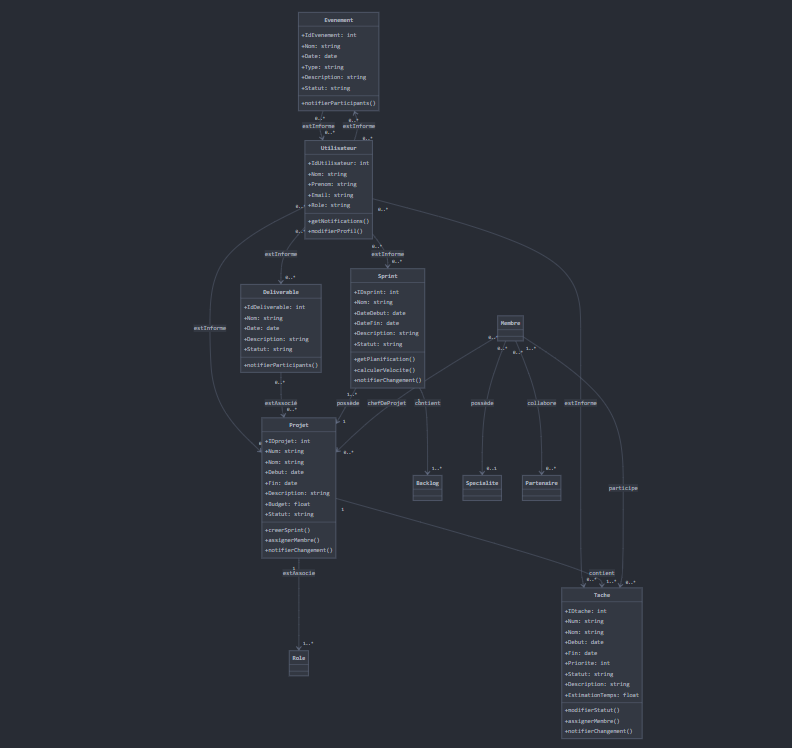 Evenement
+IdEvenement: int
+Nom: string
+Date: date
+Type: string
+Description: string
+Statut: string
+notifierParticipants()
0..*
0..*
estInforme
estInforme
0..*
0..*
Utilisateur
+IdUtilisateur: int
+Nom: string
+Prenom: string
+Email: string
+Role: string
+getNotifications()
+modifierProfil()
0..*
0..*
0..*
0..*
estInforme
estInforme
0..*
0..*
Deliverable
+IdDeliverable: int
+Nom: string
+Date: date
+Description: string
+Statut: string
+notifierParticipants()
Sprint
+IDsprint: int
+Nom: string
+DateDebut: date
+DateFin: date
+Description: string
+Statut: string
+getPlanification()
+calculerVelocite()
+notifierChangement()
Membre
estInforme
0..*
0..*
0..*
1..*
0..*
1..*
estAssocié
possède
chefDeProjet
contient
possède
collabore
estInforme
0..*
1
0..*
1..*
0..1
0..*
Projet
+IDprojet: int
+Num: string
+Nom: string
+Debut: date
+Fin: date
+Description: string
+Budget: float
+Statut: string
+creerSprint()
+assignerMembre()
+notifierChangement()
Backlog
Specialite
Partenaire
participe
1
1
estAssocie
contient
0..*
1..*
0..*
1..*
Role
Tache
+IDtache: int
+Num: string
+Nom: string
+Debut: date
+Fin: date
+Priorite: int
+Statut: string
+Description: string
+EstimationTemps: float
+modifierStatut()
+assignerMembre()
+notifierChangement()